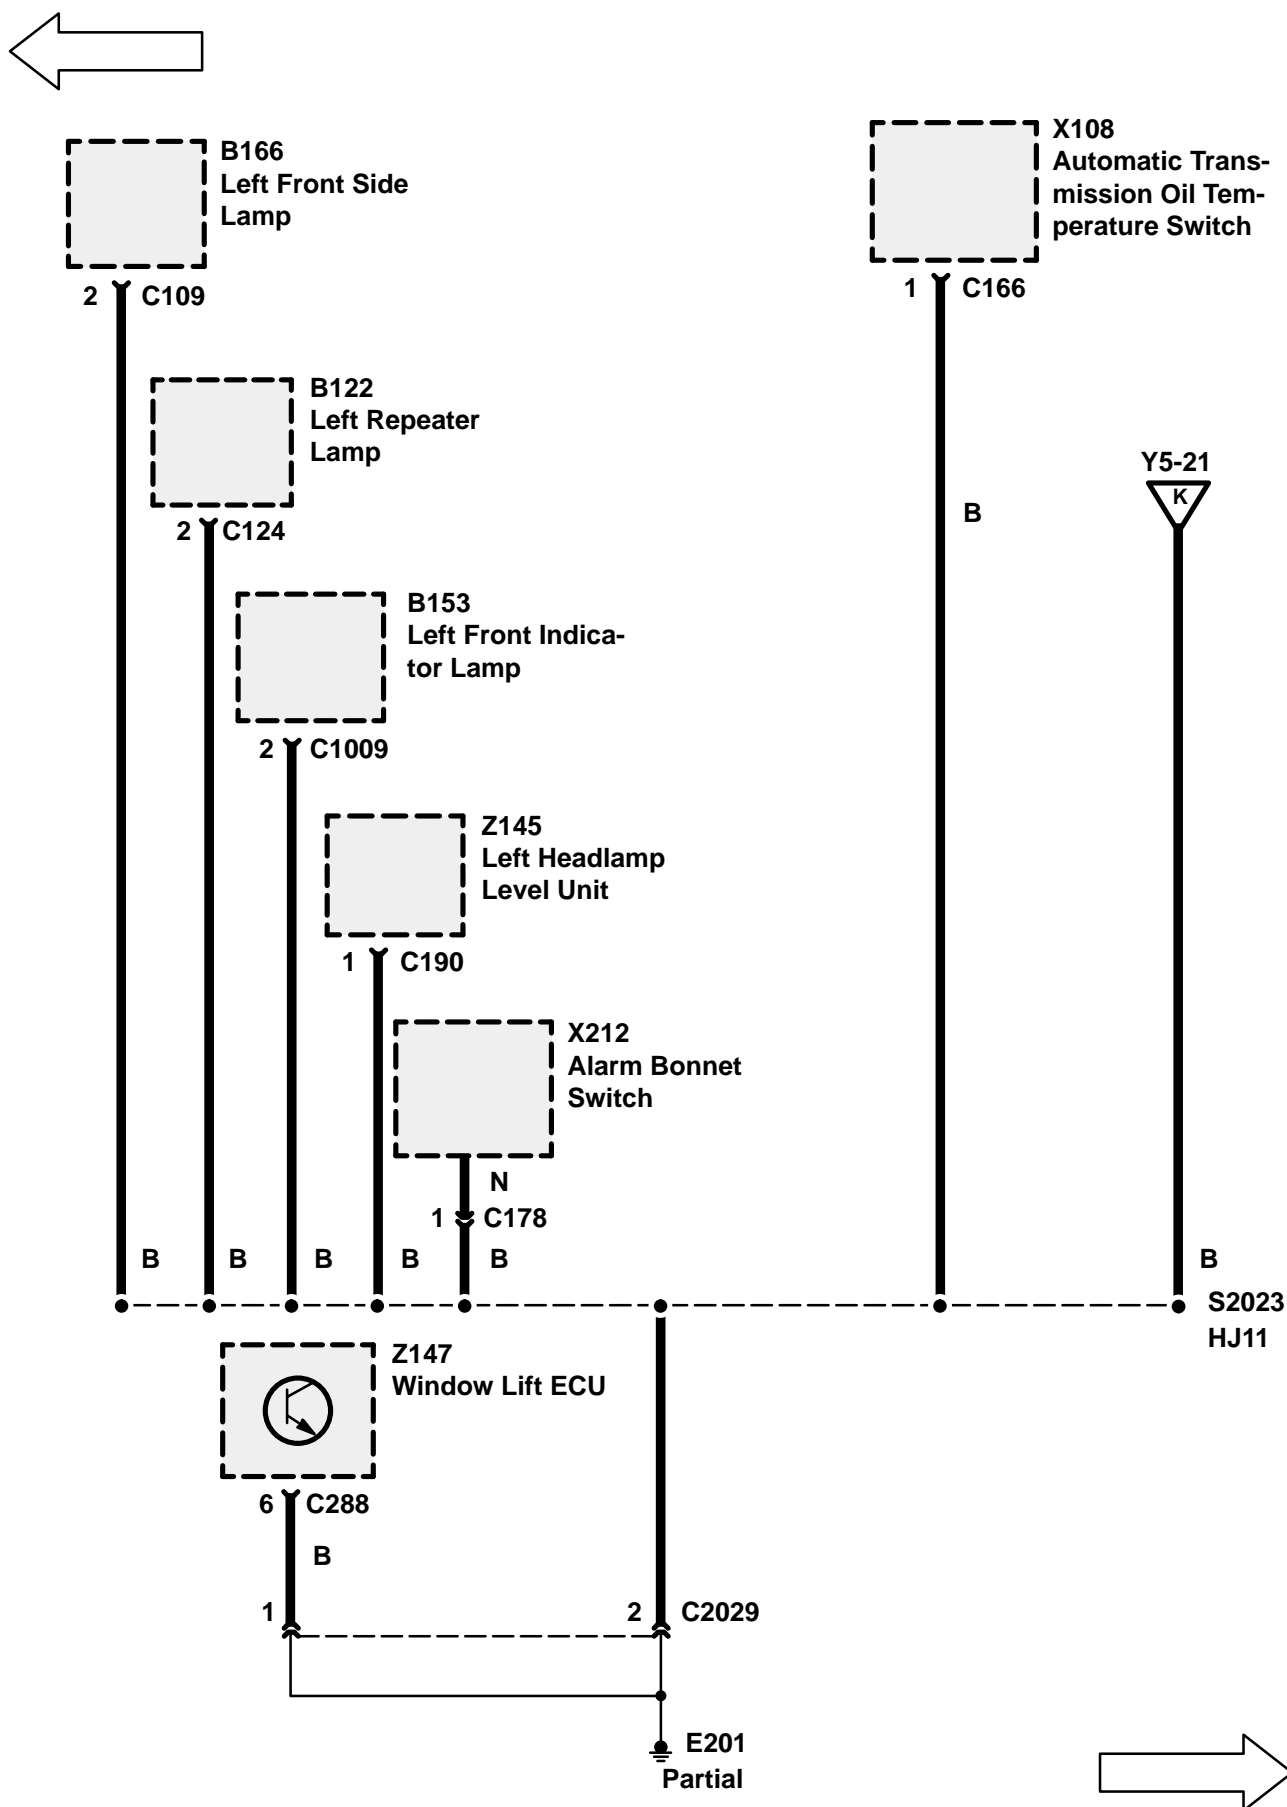 B166
Left Front Side
Lamp
2 C109
X108
Automatic Trans-
mission Oil Tem-
perature Switch
1 C166
B122
Left Repeater
Lamp
2 C124
B
Y5-21
K
B153
Left Front Indica-
tor Lamp
2 C1009
Z145
Left Headlamp
Level Unit
1 C190
X212
Alarm Bonnet
Switch
N
1 C178
B B B B B B
S2023
HJ11
Z147
Window Lift ECU
6 C288
B
1 2 C2029
E201
Partial